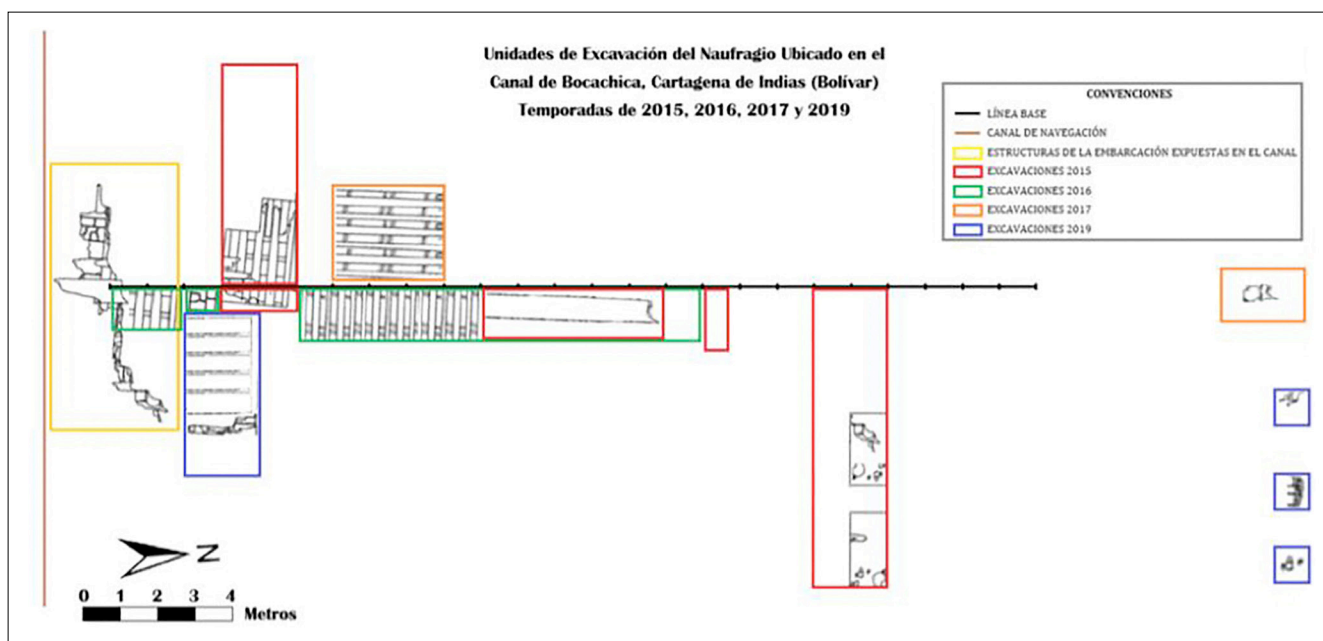 Unidades de Excavación del Naufragio Ubicado en el
Canal de Bocachica, Cartagena de Indias (Bolívar)
Temporadas de 2015, 2016, 2017 y 2019
CONVENCIONES
LÍNEA BASE
CANAL DE NAVEGACIÓN
ESTRUCTURAS DE LA EMBARCACIÓN EXPUESTAS EN EL CANAL
EXCAVACIONES 2015
EXCAVACIONES 2016
EXCAVACIONES 2017
EXCAVACIONES 2019
N
0 1 2 3 4
Metros